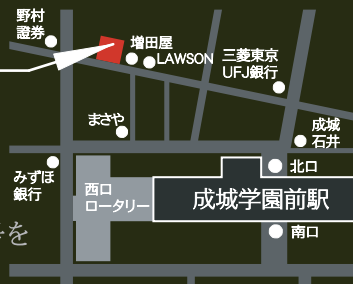 野村
證券
増田屋
LAWSON
三菱東京
UFJ銀行
まさや
成城
石井
みずほ
銀行
西口
ロータリー
北口
成城学園前駅
南口
を